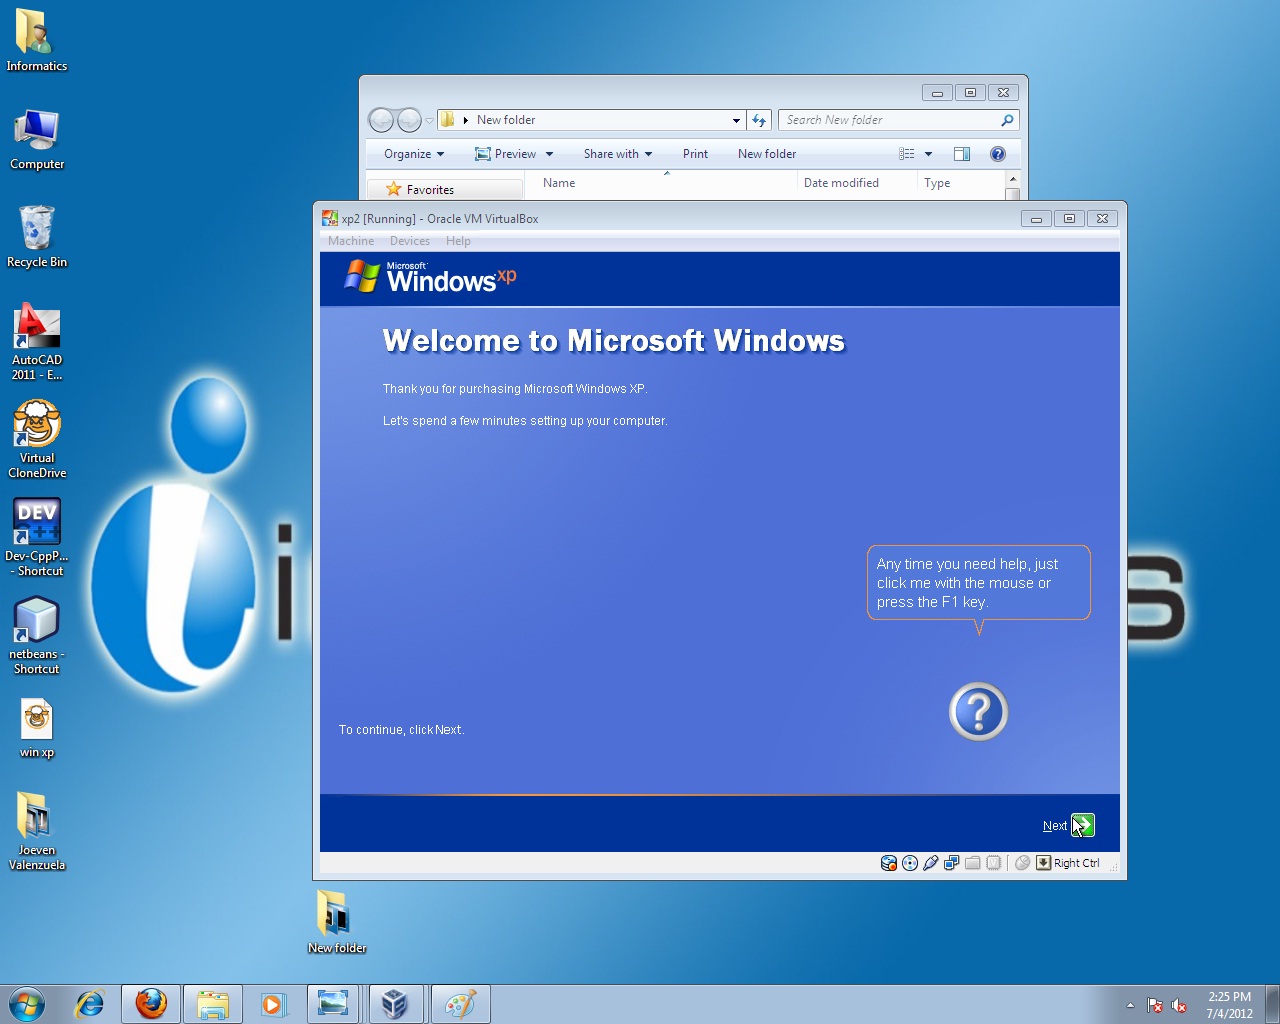 Informatics
Computer
Recycle Bin
AutoCAD
2011 - E...
Virtual
CloneDrive
DEV
C++
Dev-CppP...
- Shortcut
netbeans -
Shortcut
win xp
Joeven
Valenzuela
New folder
New folder
Search New folder
Organize
Preview
Share with
Print
New folder
Favorites
Name
Date modified
Type
xp2 [Running] - Oracle VM VirtualBox
Machine
Devices
Help
Microsoft
Windows xp
Welcome to Microsoft Windows
Thank you for purchasing Microsoft Windows XP.
Let's spend a few minutes setting up your computer.
Any time you need help, just
click me with the mouse or
press the F1 key.
To continue, click Next.
Next
Right Ctrl
2:25 PM
7/4/2012